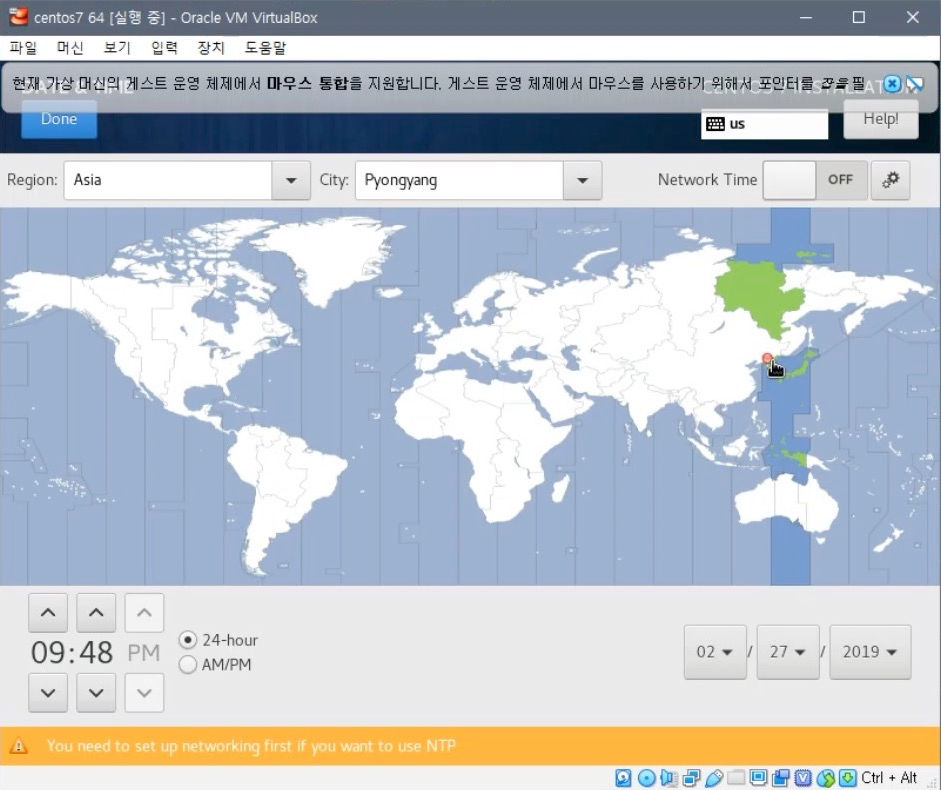 centos7 64 [실행 중] - Oracle VM VirtualBox
파일 머신 보기 입력 장치 도움말
현재 가상 머신의 게스트 운영 체제에서 마우스 통합을 지원합니다. 게스트 운영 체제에서 마우스를 사용하기 위해서 포인터를 잡을 필
DATE & TIME
CENTOS 7 INSTALLATION
Done
us
Help!
Region: Asia City: Pyongyang Network Time OFF
09:48 PM
24-hour
AM/PM
02 / 27 / 2019
You need to set up networking first if you want to use NTP
Ctrl + Alt